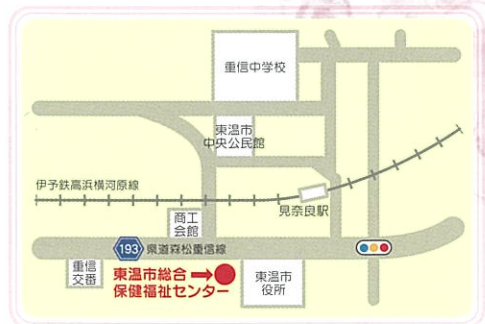 重信中学校
東温市
中央公民館
伊予鉄高浜横河原線
見奈良駅
商工
会館
193 県道森松重信線
重信
交番
東温市総合
保健福祉センター
東温市
役所